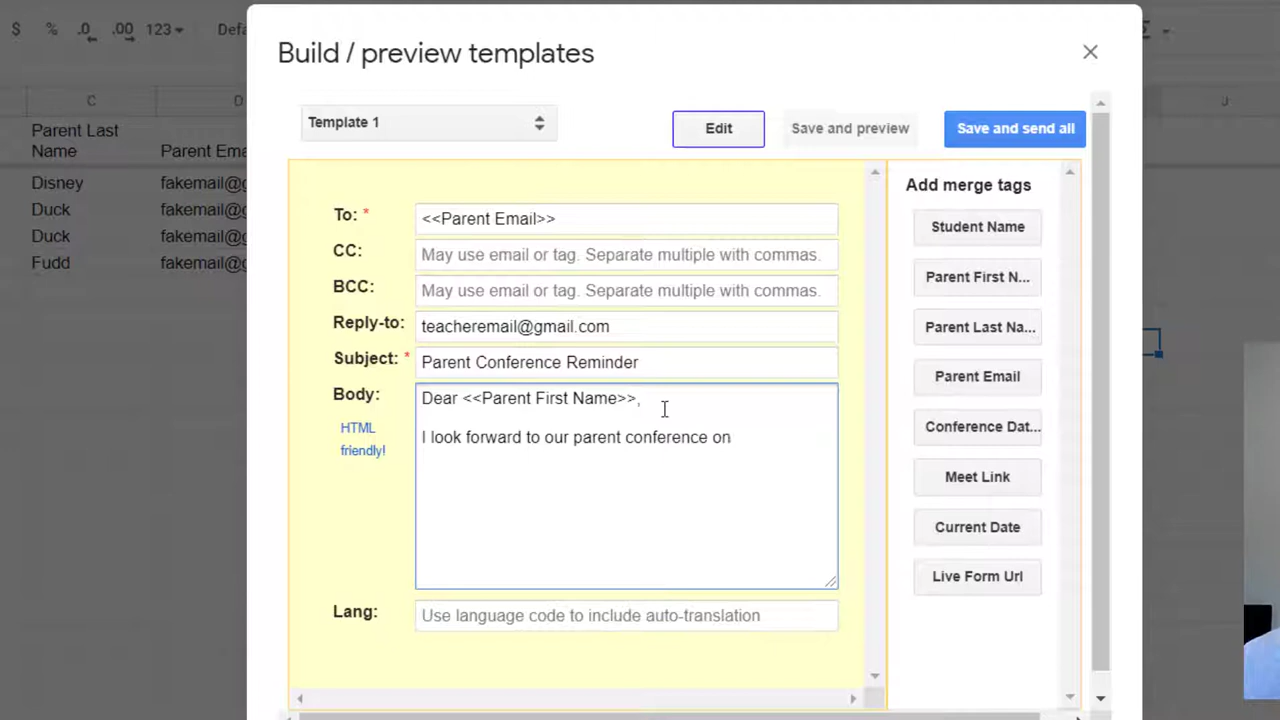 $ % .0 .00 123 Defa
Build / preview templates
C D J
Parent Last
Name Parent Ema
Disney fakemail@g
Duck fakemail@g
Duck fakemail@g
Fudd fakemail@g
Template 1
Edit
Save and preview
Save and send all
To: * <<Parent Email>>
CC: May use email or tag. Separate multiple with commas.
BCC: May use email or tag. Separate multiple with commas.
Reply-to: teacheremail@gmail.com
Subject: * Parent Conference Reminder
Body: Dear <<Parent First Name>>,
HTML
friendly!
I look forward to our parent conference on
Lang: Use language code to include auto-translation
Add merge tags
Student Name
Parent First N...
Parent Last Na...
Parent Email
Conference Dat...
Meet Link
Current Date
Live Form Url